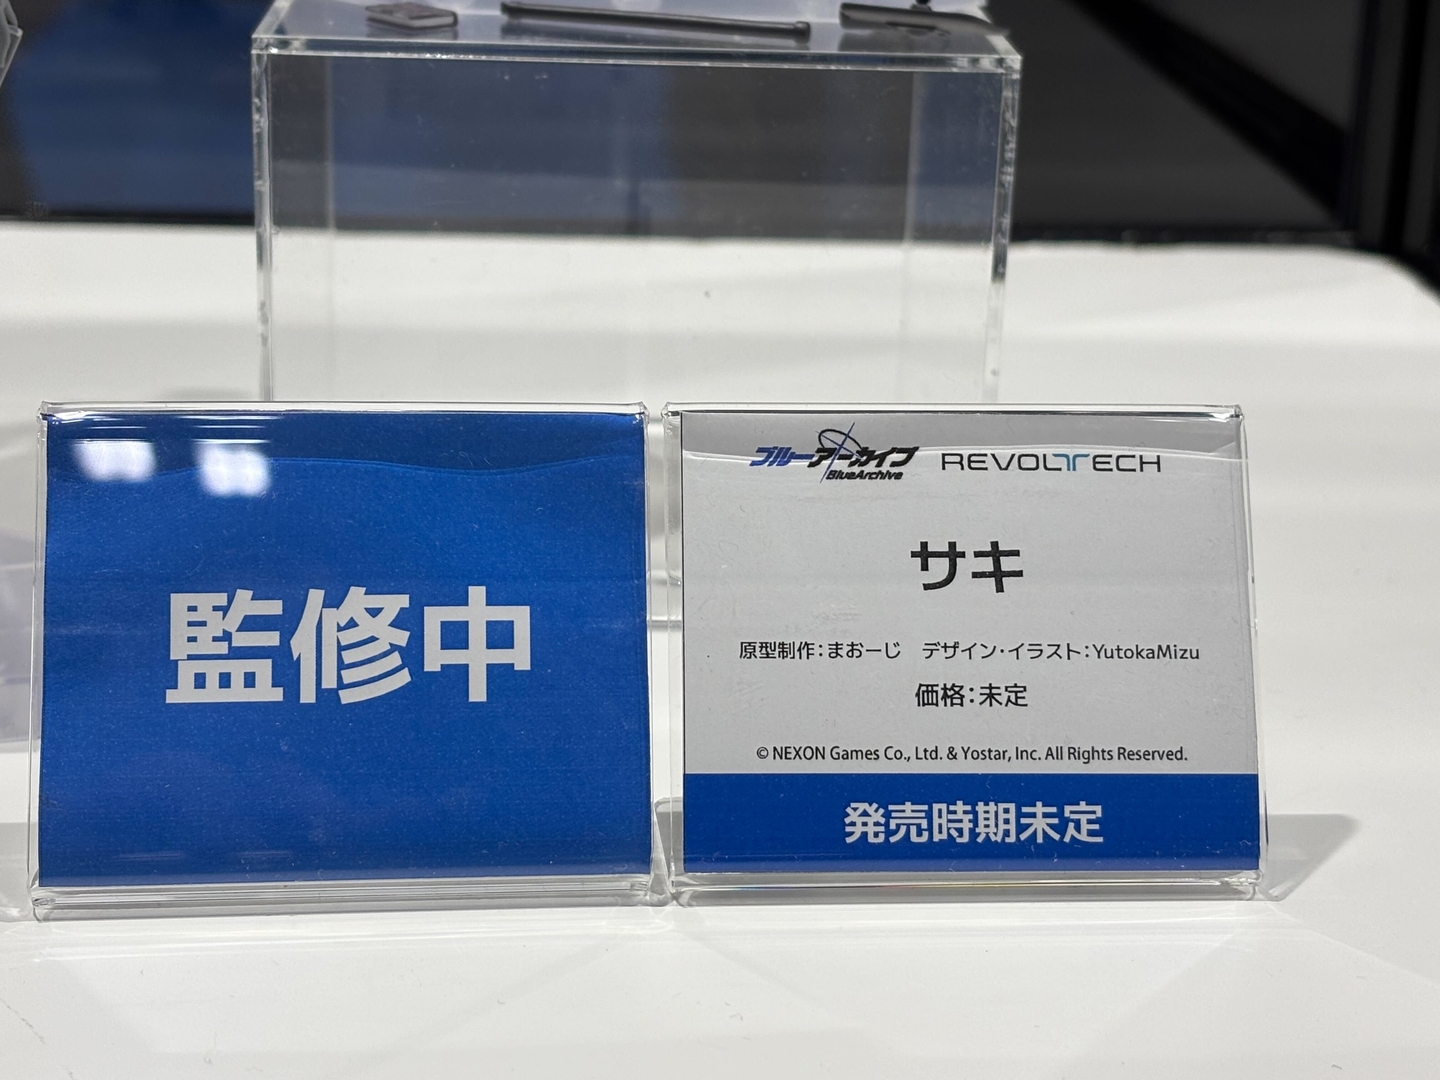 監修中
ブルーアーカイブ
BlueArchive
REVOLTECH
サキ
原型制作：まおーじ　デザイン・イラスト：YutokaMizu
価格：未定
© NEXON Games Co., Ltd. & Yostar, Inc. All Rights Reserved.
発売時期未定